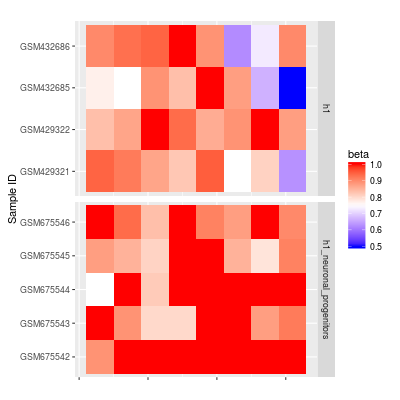 GSM432686
GSM432685
GSM429322
GSM429321
h1
GSM675546
GSM675545
GSM675544
GSM675543
GSM675542
h1_neuronal_progenitors
Sample ID
beta
1.0
0.9
0.8
0.7
0.6
0.5